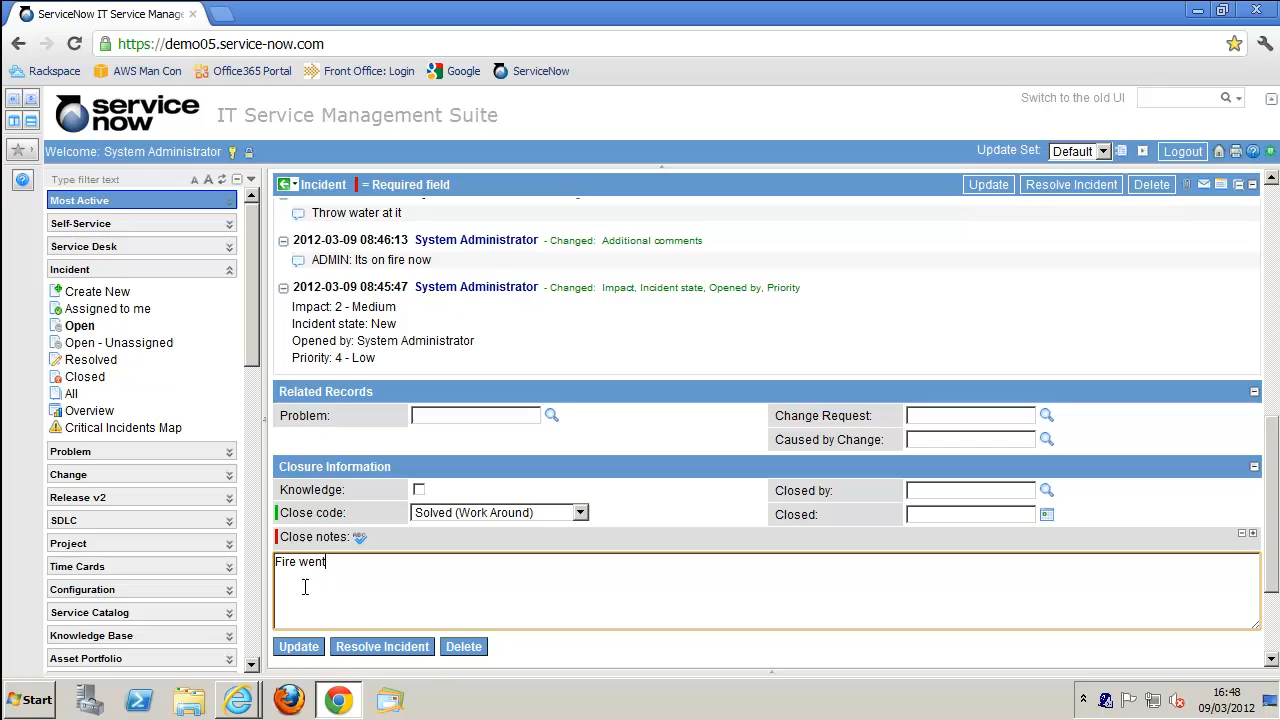 ServiceNow IT Service Manage
https://demo05.service-now.com
Rackspace AWS Man Con Office365 Portal Front Office: Login Google ServiceNow
service now IT Service Management Suite
Switch to the old UI
Welcome: System Administrator
Update Set: Default Logout
Type filter text A A
Incident = Required field Update Resolve Incident Delete
Most Active
Self-Service
Service Desk
Incident
Create New
Assigned to me
Open
Open - Unassigned
Resolved
Closed
All
Overview
Critical Incidents Map
Problem
Change
Release v2
SDLC
Project
Time Cards
Configuration
Service Catalog
Knowledge Base
Asset Portfolio
Throw water at it
2012-03-09 08:46:13 System Administrator - Changed: Additional comments
ADMIN: Its on fire now
2012-03-09 08:45:47 System Administrator - Changed: Impact, Incident state, Opened by, Priority
Impact: 2 - Medium
Incident state: New
Opened by: System Administrator
Priority: 4 - Low
Related Records
Problem: Change Request:
Caused by Change:
Closure Information
Knowledge: Closed by:
Close code: Solved (Work Around) Closed:
Close notes: ABC
Fire went
Update Resolve Incident Delete
Start
16:48
09/03/2012